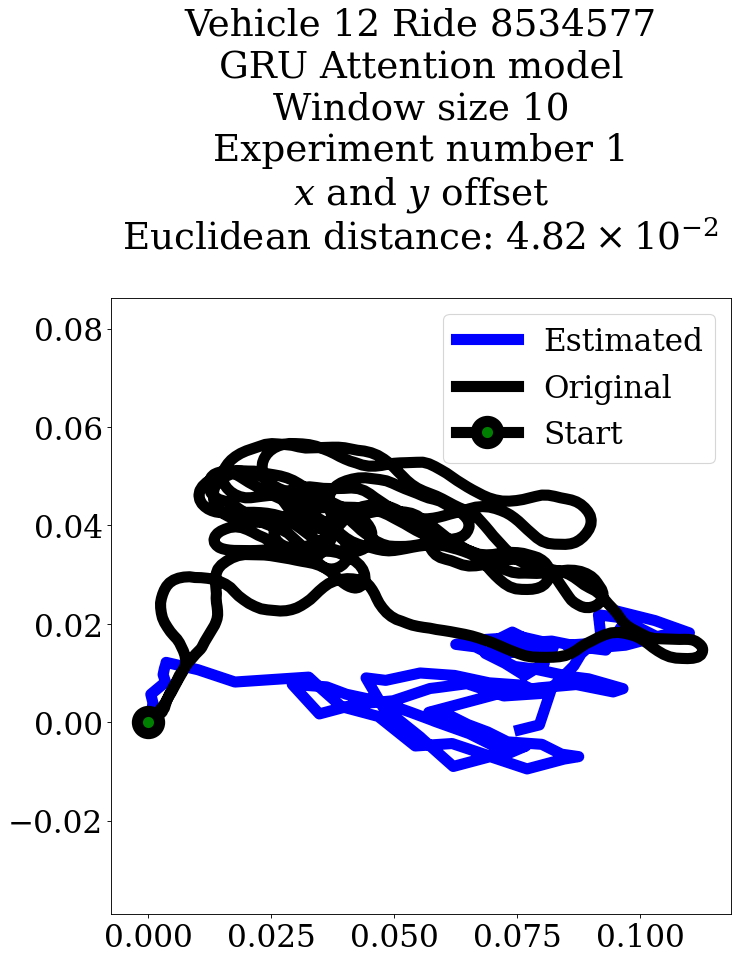 Vehicle 12 Ride 8534577
GRU Attention model
Window size 10
Experiment number 1
x and y offset
Euclidean distance: 4.82 × 10⁻²
Estimated
Original
Start
0.08
0.06
0.04
0.02
0.00
−0.02
0.000 0.025 0.050 0.075 0.100